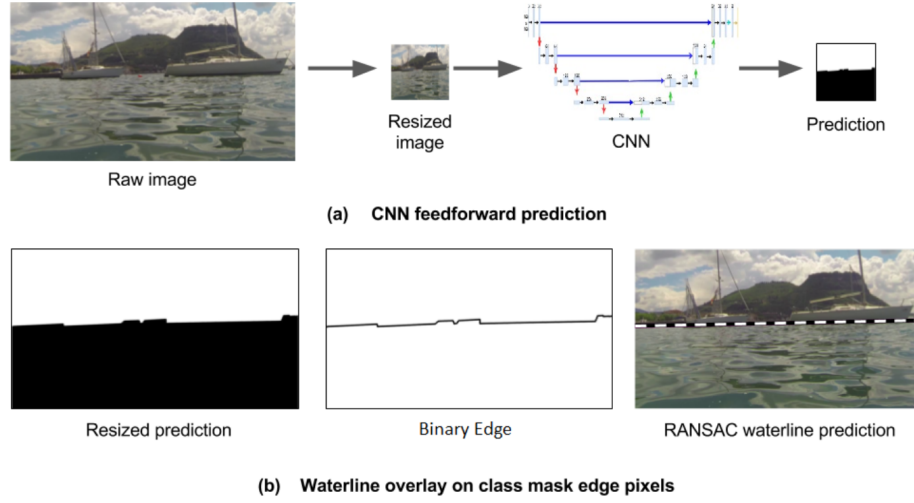 Raw image
Resized
image
CNN
Prediction
(a) CNN feedforward prediction
Resized prediction
Binary Edge
RANSAC waterline prediction
(b) Waterline overlay on class mask edge pixels